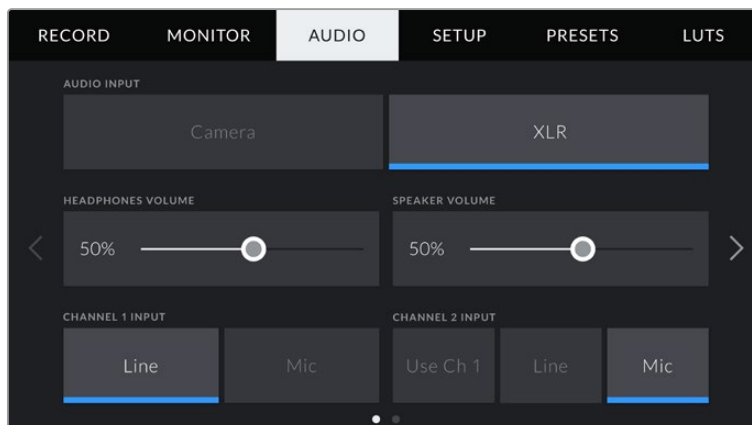 RECORD MONITOR AUDIO SETUP PRESETS LUTS
AUDIO INPUT
Camera XLR
HEADPHONES VOLUME SPEAKER VOLUME
50% 50%
CHANNEL 1 INPUT CHANNEL 2 INPUT
Line Mic Use Ch 1 Line Mic